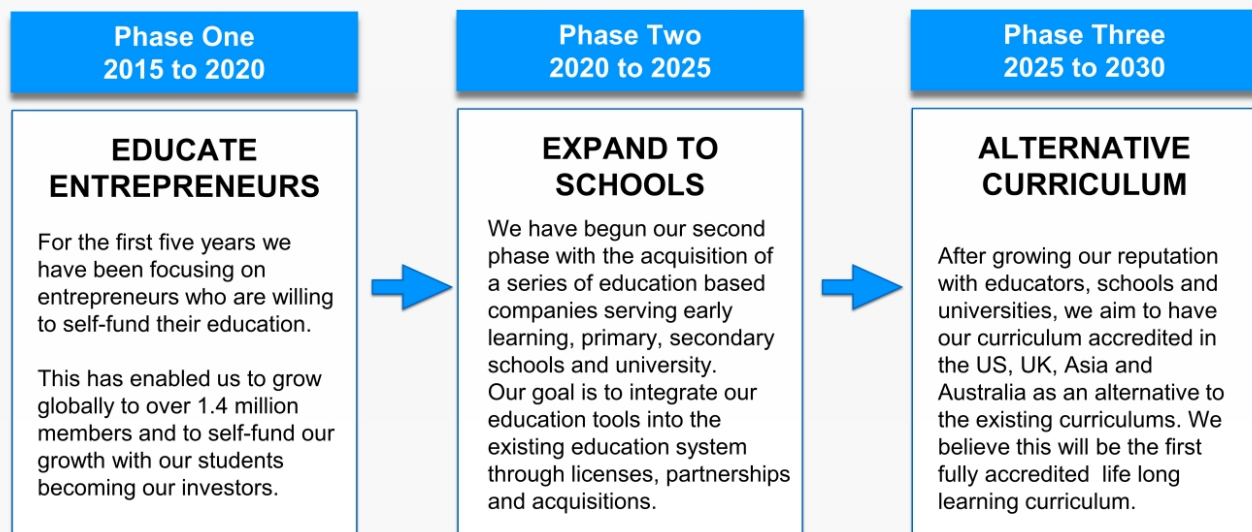 Phase One
2015 to 2020
EDUCATE
ENTREPRENEURS
For the first five years we
have been focusing on
entrepreneurs who are willing
to self-fund their education.
This has enabled us to grow
globally to over 1.4 million
members and to self-fund our
growth with our students
becoming our investors.
Phase Two
2020 to 2025
EXPAND TO
SCHOOLS
We have begun our second
phase with the acquisition of
a series of education based
companies serving early
learning, primary, secondary
schools and university.
Our goal is to integrate our
education tools into the
existing education system
through licenses, partnerships
and acquisitions.
Phase Three
2025 to 2030
ALTERNATIVE
CURRICULUM
After growing our reputation
with educators, schools and
universities, we aim to have
our curriculum accredited in
the US, UK, Asia and
Australia as an alternative to
the existing curriculums. We
believe this will be the first
fully accredited  life long
learning curriculum.